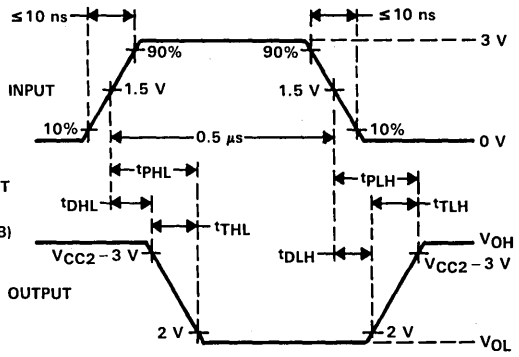 ≤10 ns
≤10 ns
90%
90%
3 V
INPUT
1.5 V
1.5 V
10%
0.5 μs
10%
0 V
tPHL
tPLH
T
tDHL
tTLH
B)
tTHL
VOH
VCC2−3 V
tDLH
VCC2−3 V
OUTPUT
2 V
2 V
VOL